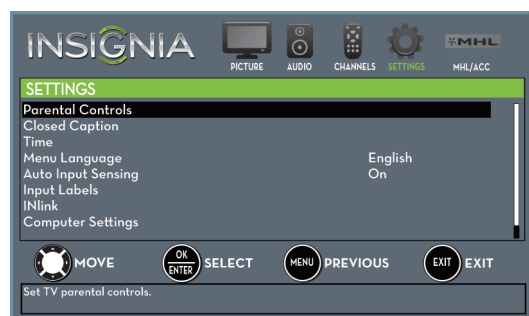 INSIGNIA
PICTURE AUDIO CHANNELS SETTINGS MHL/ACC
MHL
SETTINGS
Parental Controls
Closed Caption
Time
Menu Language English
Auto Input Sensing On
Input Labels
INlink
Computer Settings
MOVE OK ENTER SELECT MENU PREVIOUS EXIT EXIT
Set TV parental controls.